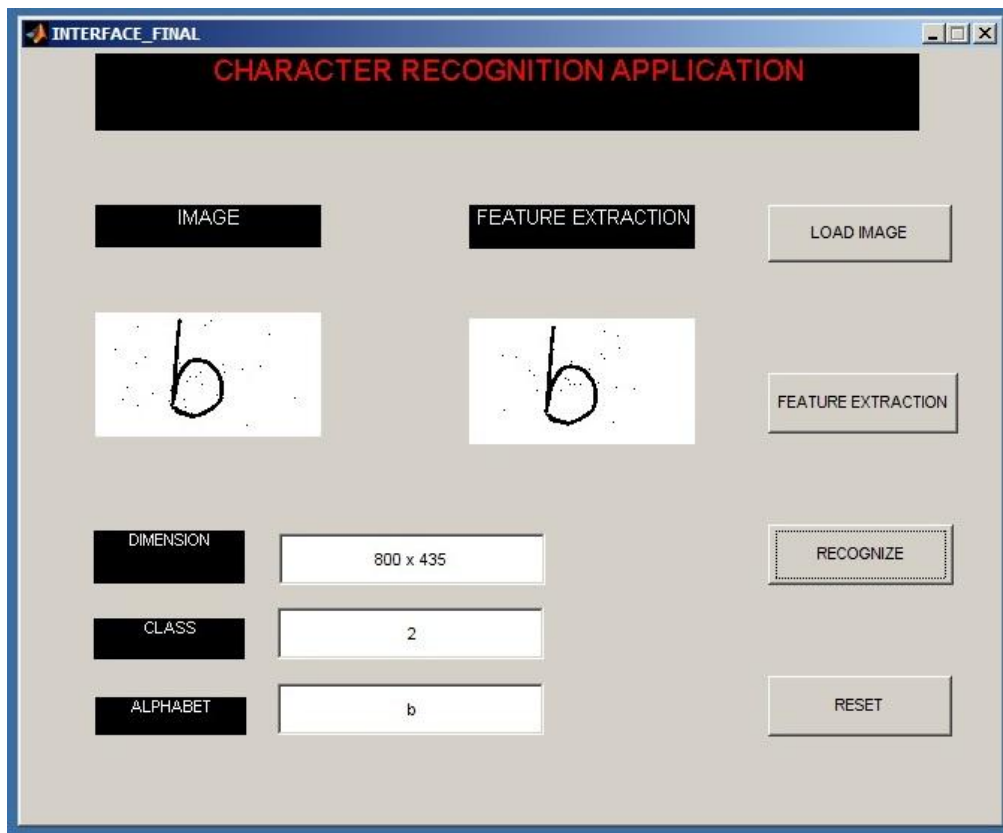 INTERFACE_FINAL
CHARACTER RECOGNITION APPLICATION
IMAGE
FEATURE EXTRACTION
LOAD IMAGE
b
b
FEATURE EXTRACTION
DIMENSION
800 x 435
RECOGNIZE
CLASS
2
ALPHABET
b
RESET